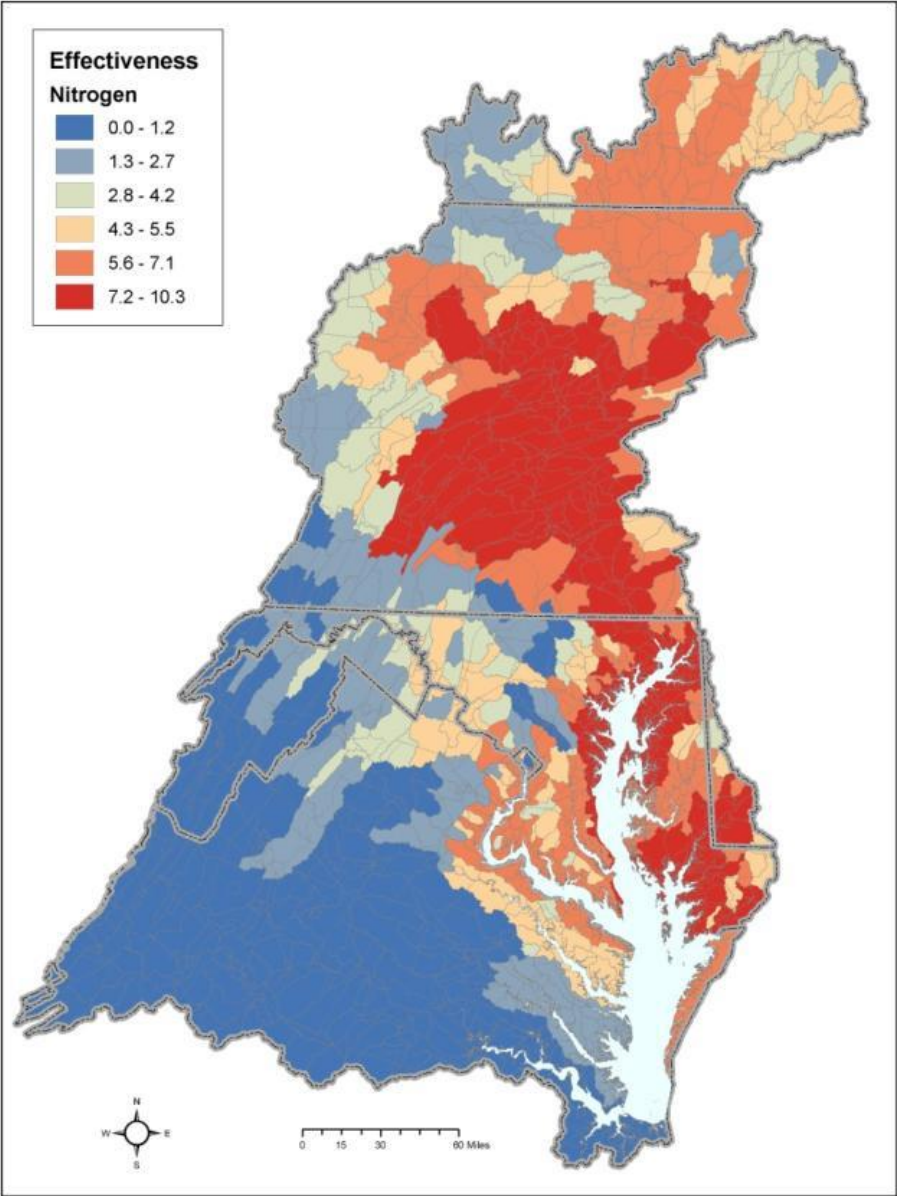 Effectiveness
Nitrogen
0.0 - 1.2
1.3 - 2.7
2.8 - 4.2
4.3 - 5.5
5.6 - 7.1
7.2 - 10.3
N
W E
S
0 15 30 60 Miles